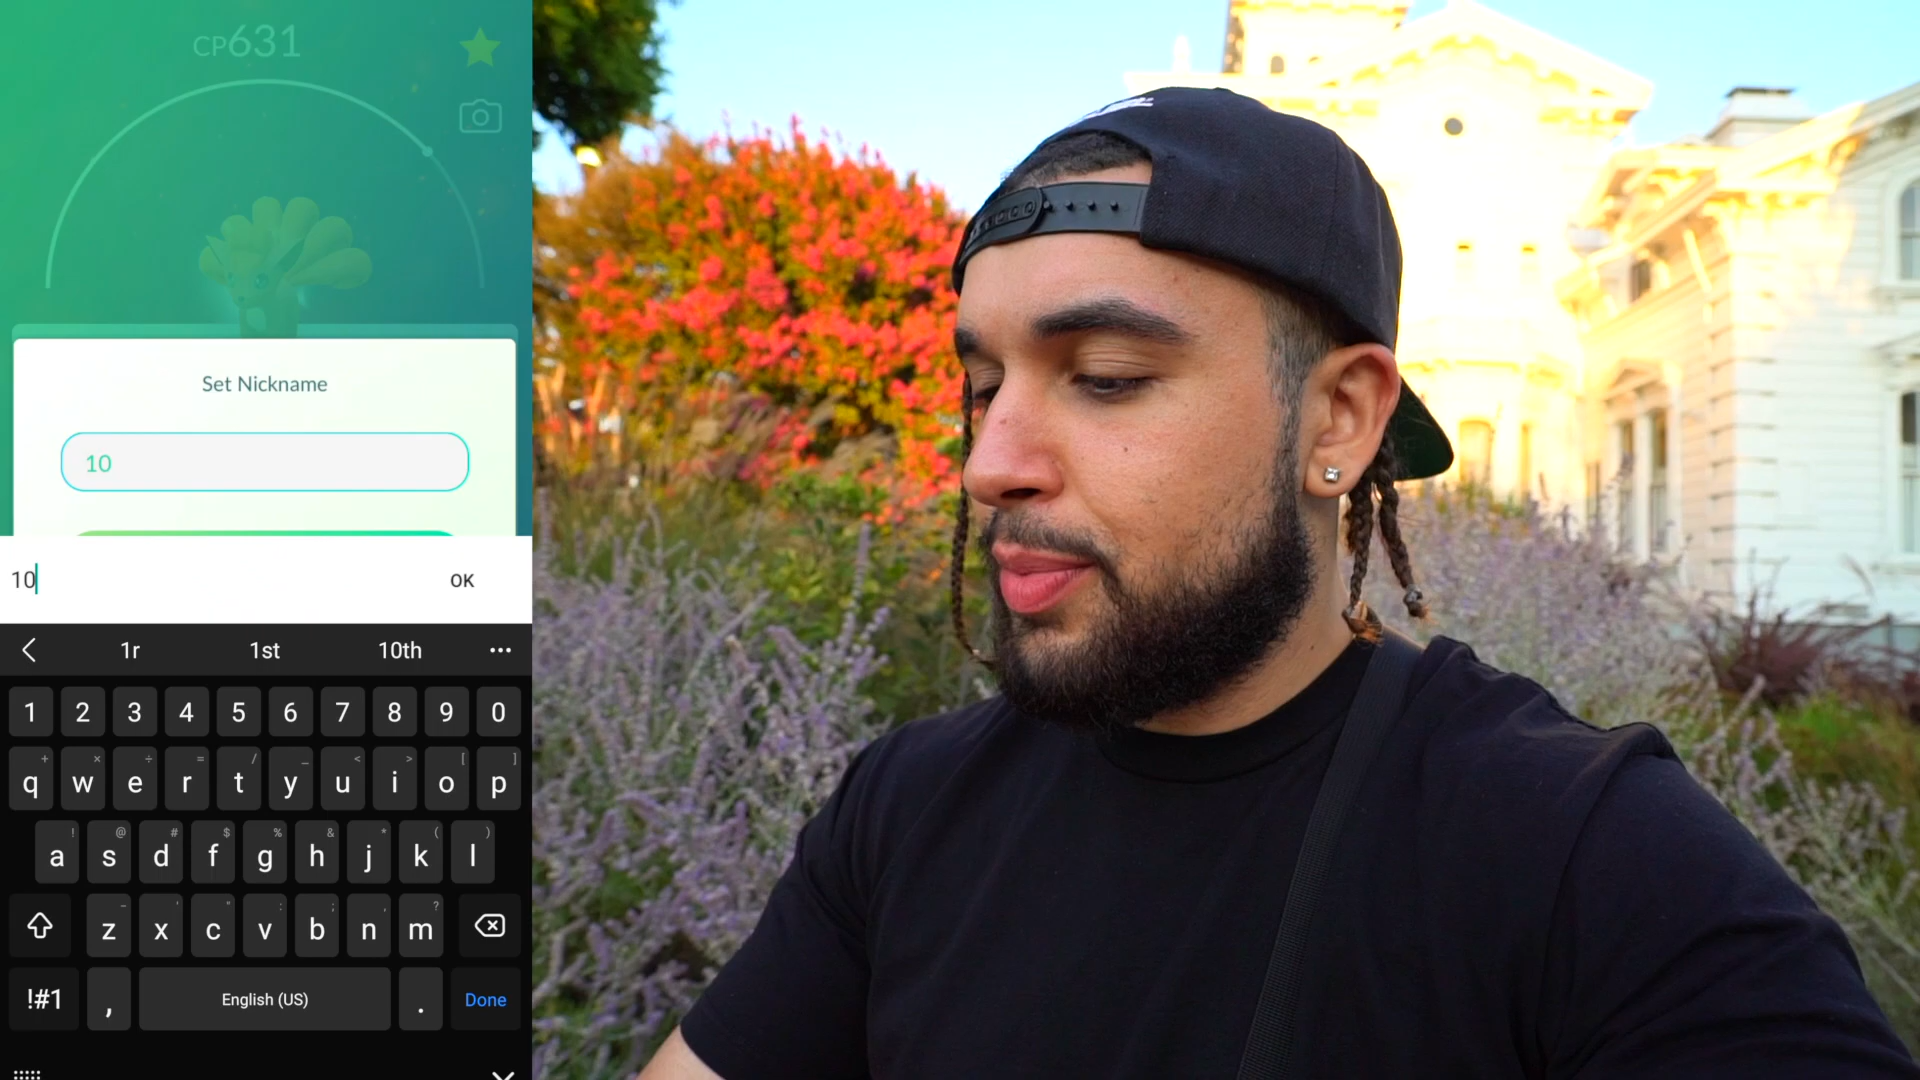 CP631
Set Nickname
10
10 OK
1r 1st 10th
1 2 3 4 5 6 7 8 9 0
+ × ÷ = / _ < > [ ]
q w e r t y u i o p
! @ # $ % & * ( )
a s d f g h j k l
- ' " : ; , ?
z x c v b n m
!#1 , English (US) . Done